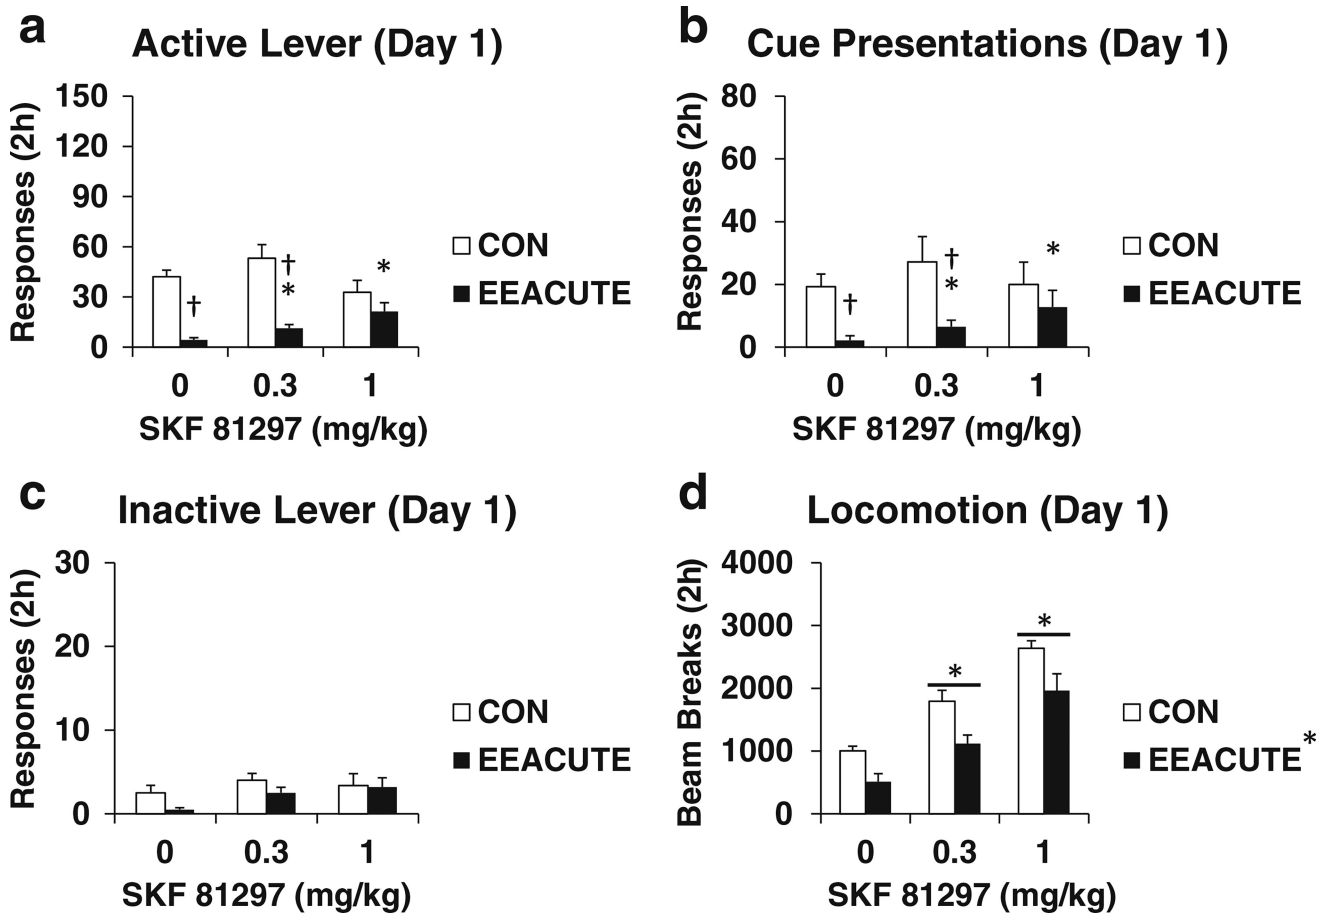 a
Active Lever (Day 1)
Responses (2h)
150
120
90
60
30
0
†
†
*
*
0 0.3 1
SKF 81297 (mg/kg)
CON
EEACUTE
b
Cue Presentations (Day 1)
Responses (2h)
80
60
40
20
0
†
†
*
*
0 0.3 1
SKF 81297 (mg/kg)
CON
EEACUTE
c
Inactive Lever (Day 1)
Responses (2h)
30
20
10
0
0 0.3 1
SKF 81297 (mg/kg)
CON
EEACUTE
d
Locomotion (Day 1)
Beam Breaks (2h)
4000
3000
2000
1000
0
*
*
0 0.3 1
SKF 81297 (mg/kg)
CON
EEACUTE*